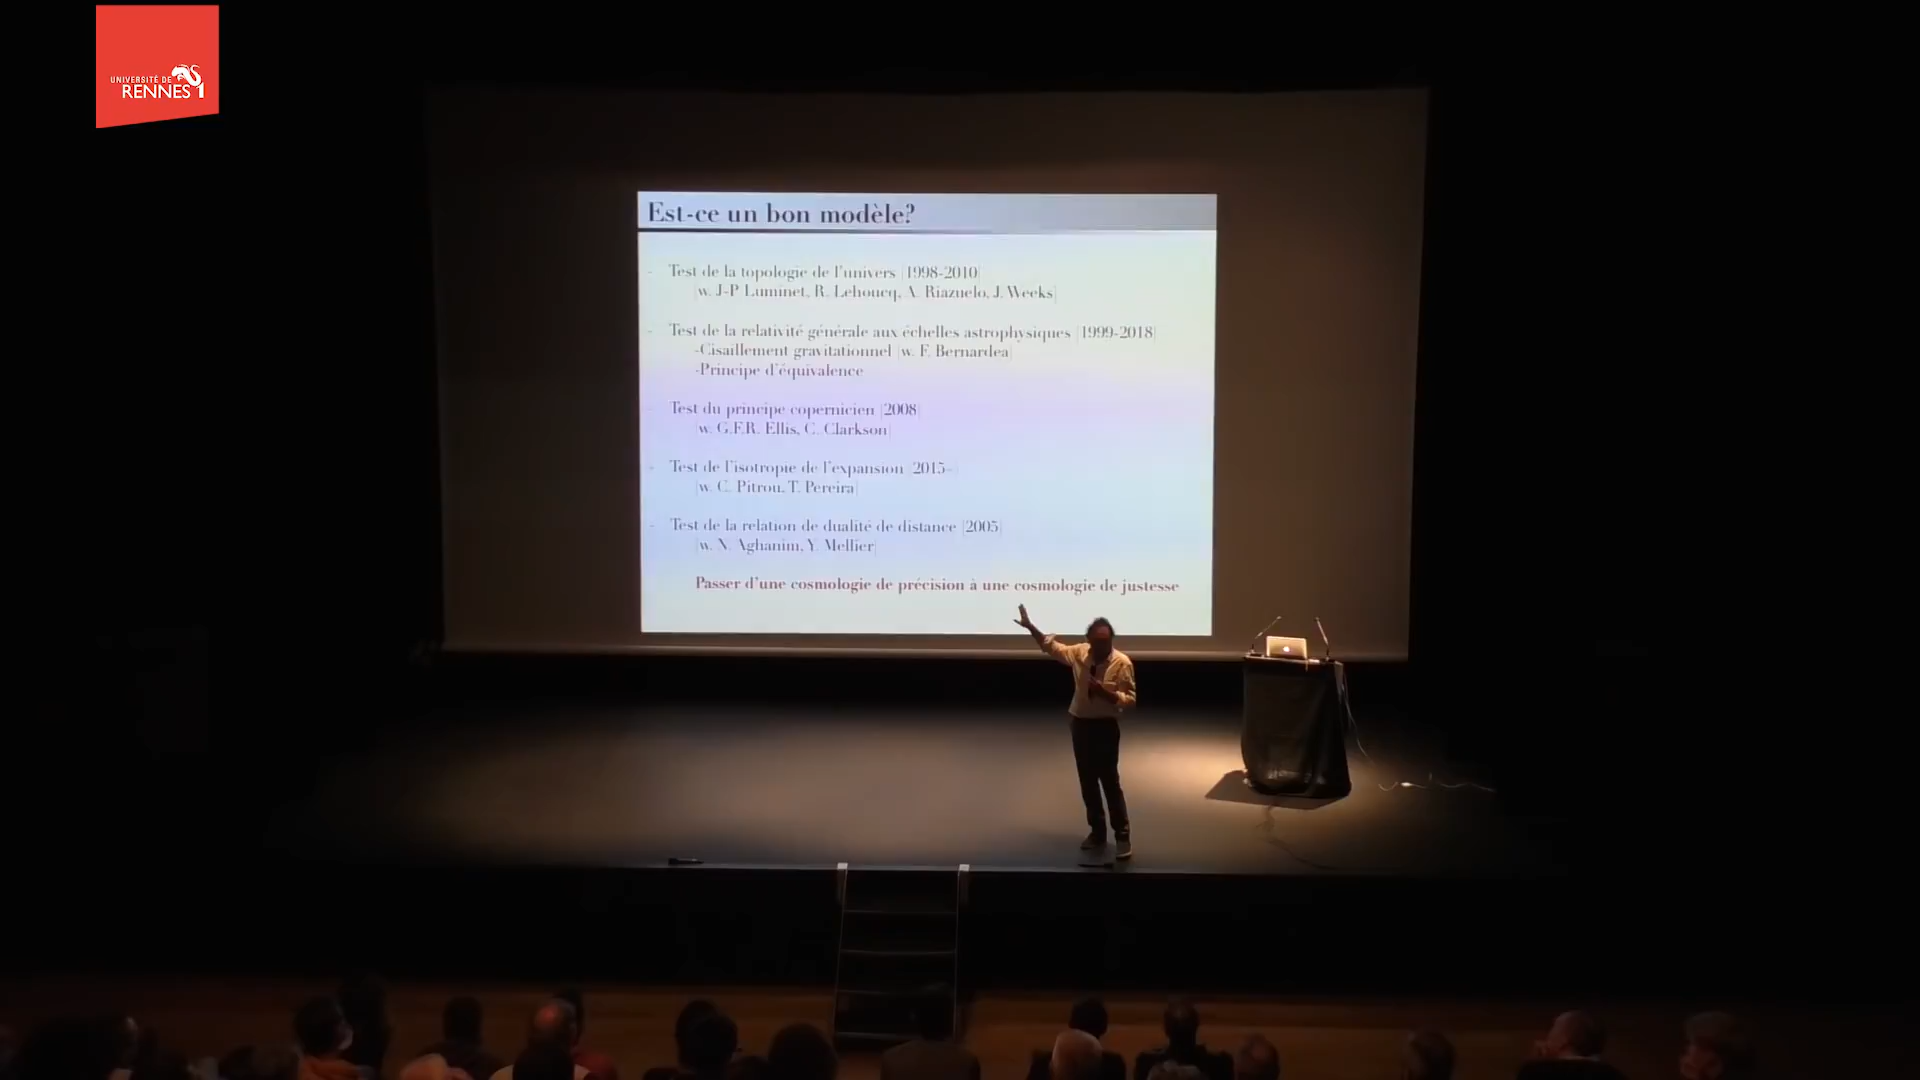 UNIVERSITÉ DE
RENNES 1
Est-ce un bon modèle?
- Test de la topologie de l'univers [1998-2010]
[w. J-P Luminet, R. Lehoucq, A. Riazuelo, J. Weeks]
- Test de la relativité générale aux échelles astrophysiques [1999-2018]
-Cisaillement gravitationnel [w. F. Bernardea]
-Principe d'équivalence
- Test du principe copernicien [2008]
[w. G.F.R. Ellis, C. Clarkson]
- Test de l'isotropie de l'expansion [2015-]
[w. C. Pitrou, T. Pereira]
- Test de la relation de dualité de distance [2005]
[w. N. Aghanim, Y. Mellier]
Passer d'une cosmologie de précision à une cosmologie de justesse